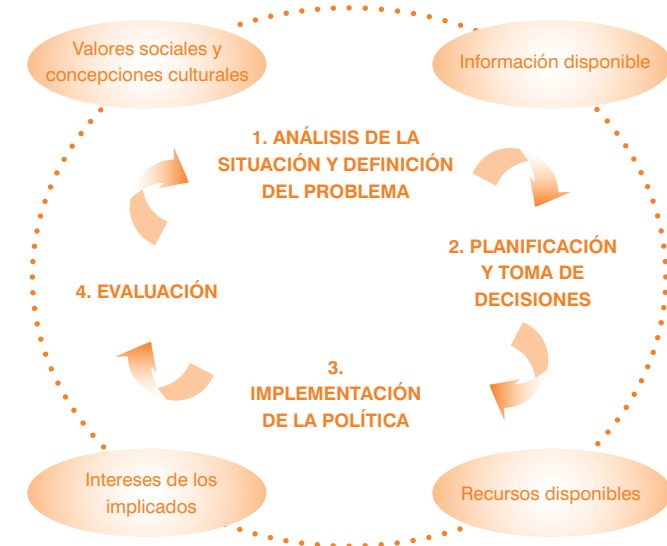 Valores sociales y
concepciones culturales
Información disponible
1. ANÁLISIS DE LA
SITUACIÓN Y DEFINICIÓN
DEL PROBLEMA
2. PLANIFICACIÓN
Y TOMA DE
DECISIONES
4. EVALUACIÓN
3.
IMPLEMENTACIÓN
DE LA POLÍTICA
Intereses de los
implicados
Recursos disponibles